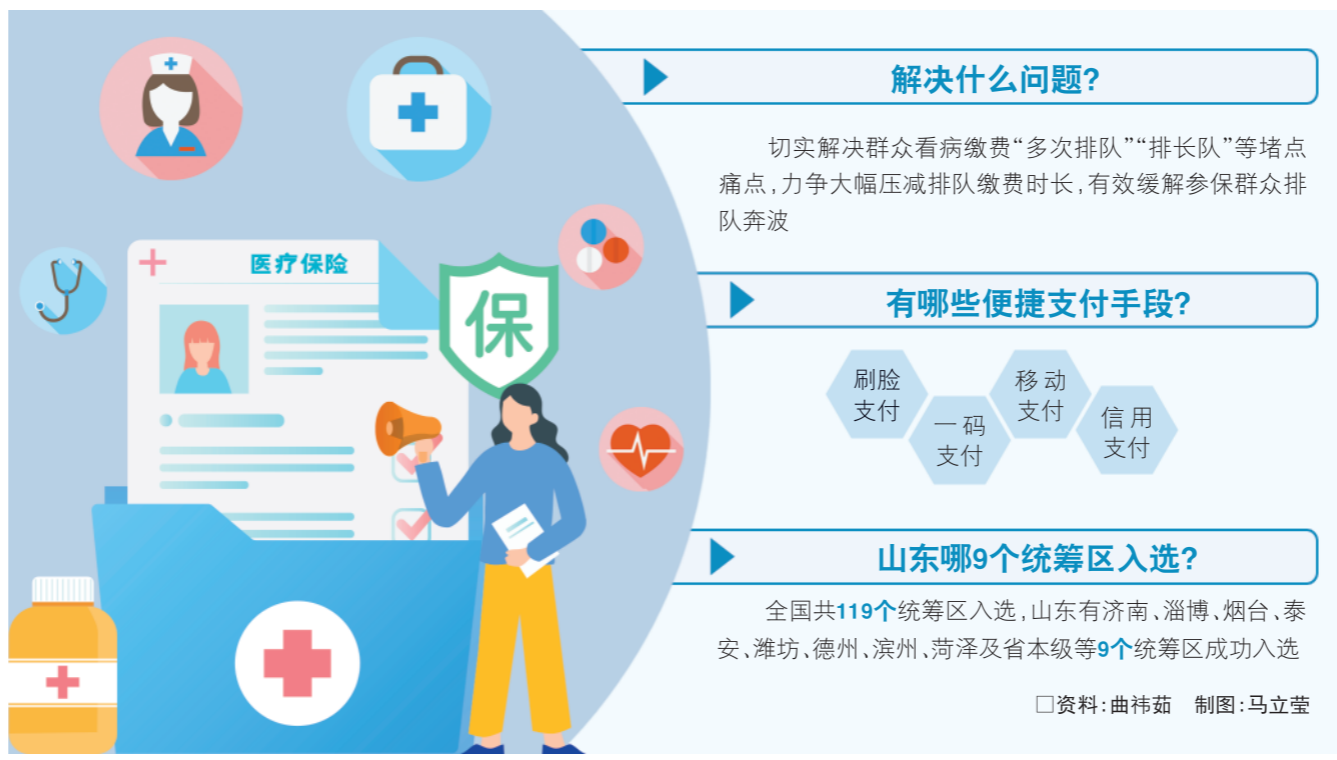 医疗保险
保
解决什么问题?
切实解决群众看病缴费“多次排队”“排长队”等堵点
痛点,力争大幅压减排队缴费时长,有效缓解参保群众排
队奔波
有哪些便捷支付手段?
刷脸
支付
一码
支付
移动
支付
信用
支付
山东哪9个统筹区入选?
全国共119个统筹区入选,山东有济南、淄博、烟台、泰
安、潍坊、德州、滨州、菏泽及省本级等9个统筹区成功入选
□资料:曲祎茹 制图:马立莹